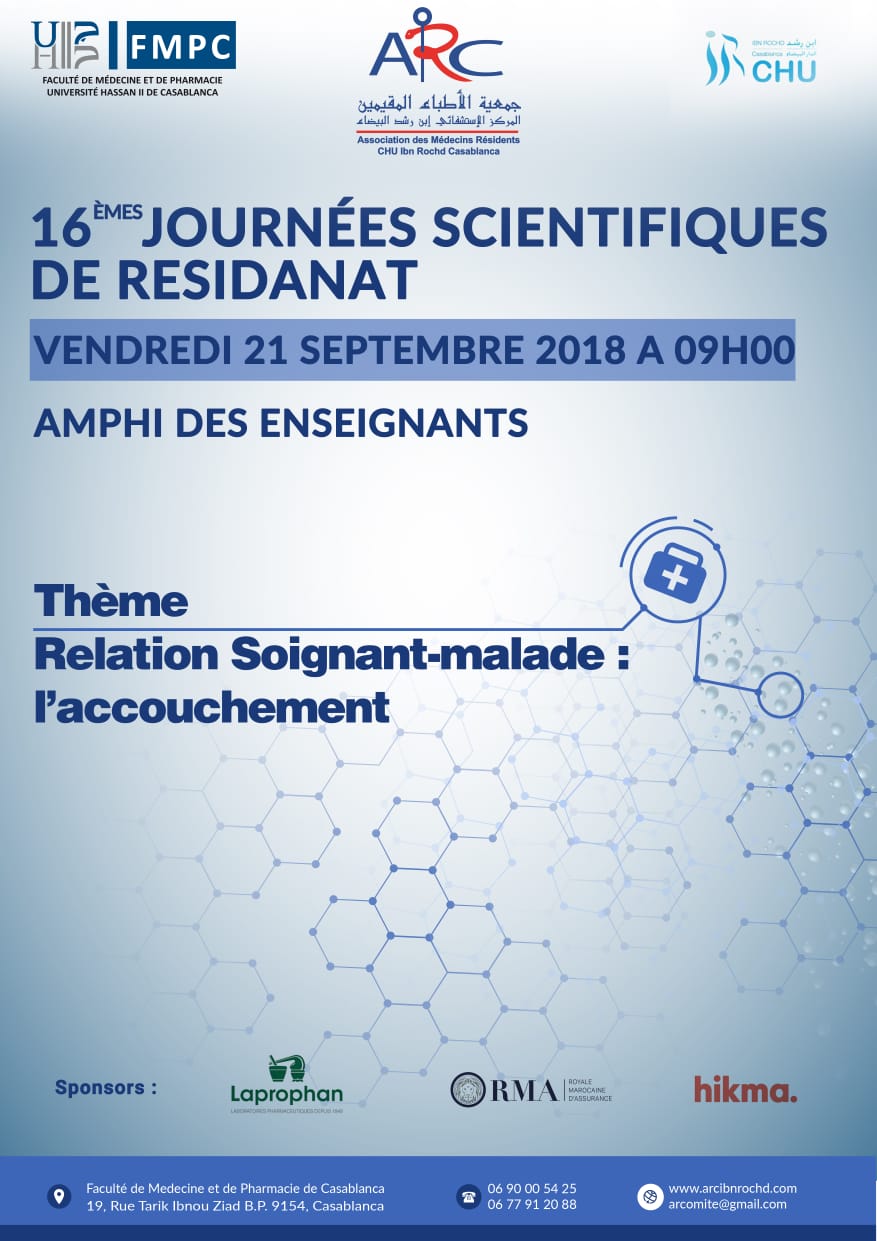 UH2C FMPC
FACULTÉ DE MÉDECINE ET DE PHARMACIE
UNIVERSITÉ HASSAN II DE CASABLANCA
ARC
جمعية الأطباء المقيمين
المركز الإستشفائي إبن رشد البيضاء
Association des Médecins Résidents
CHU Ibn Rochd Casablanca
IBN ROCHD ابن رشد
Casablanca الدار البيضاء
CHU
16ÈMES JOURNÉES SCIENTIFIQUES
DE RESIDANAT
VENDREDI 21 SEPTEMBRE 2018 A 09H00
AMPHI DES ENSEIGNANTS
Thème
Relation Soignant-malade :
l’accouchement
Sponsors :
Laprophan
LABORATOIRES PHARMACEUTIQUES DEPUIS 1949
RMA
ROYALE
MAROCAINE
D'ASSURANCE
hikma.
Faculté de Medecine et de Pharmacie de Casablanca
19, Rue Tarik Ibnou Ziad B.P. 9154, Casablanca
06 90 00 54 25
06 77 91 20 88
www.arcibnrochd.com
arcomite@gmail.com